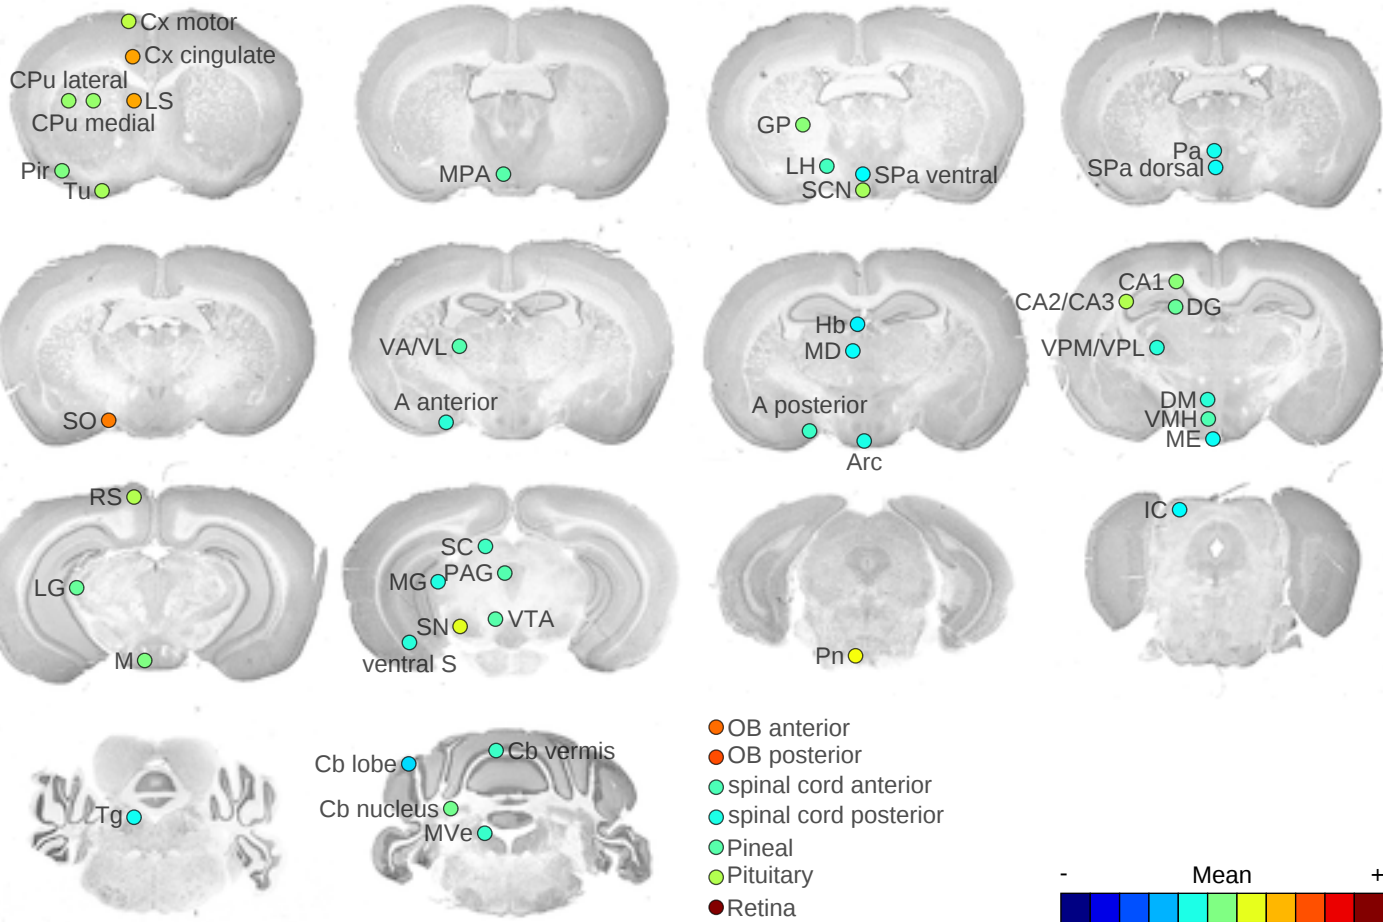 Cx motor
Cx cingulate
CPu lateral
LS
CPu medial
Pir
Tu
MPA
GP
LH
SPa ventral
SCN
Pa
SPa dorsal
SO
VA/VL
A anterior
Hb
MD
A posterior
Arc
CA1
CA2/CA3
DG
VPM/VPL
DM
VMH
ME
RS
LG
M
SC
PAG
MG
SN
VTA
ventral S
Pn
IC
Tg
Cb vermis
Cb lobe
Cb nucleus
MVe
OB anterior
OB posterior
spinal cord anterior
spinal cord posterior
Pineal
Pituitary
Retina
- Mean +